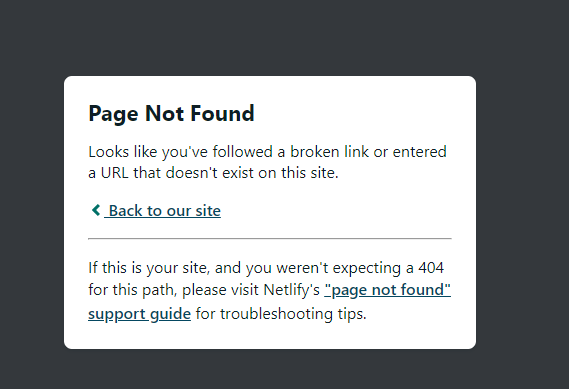 Page Not Found
Looks like you've followed a broken link or entered
a URL that doesn't exist on this site.
Back to our site
If this is your site, and you weren't expecting a 404
for this path, please visit Netlify's "page not found"
support guide for troubleshooting tips.